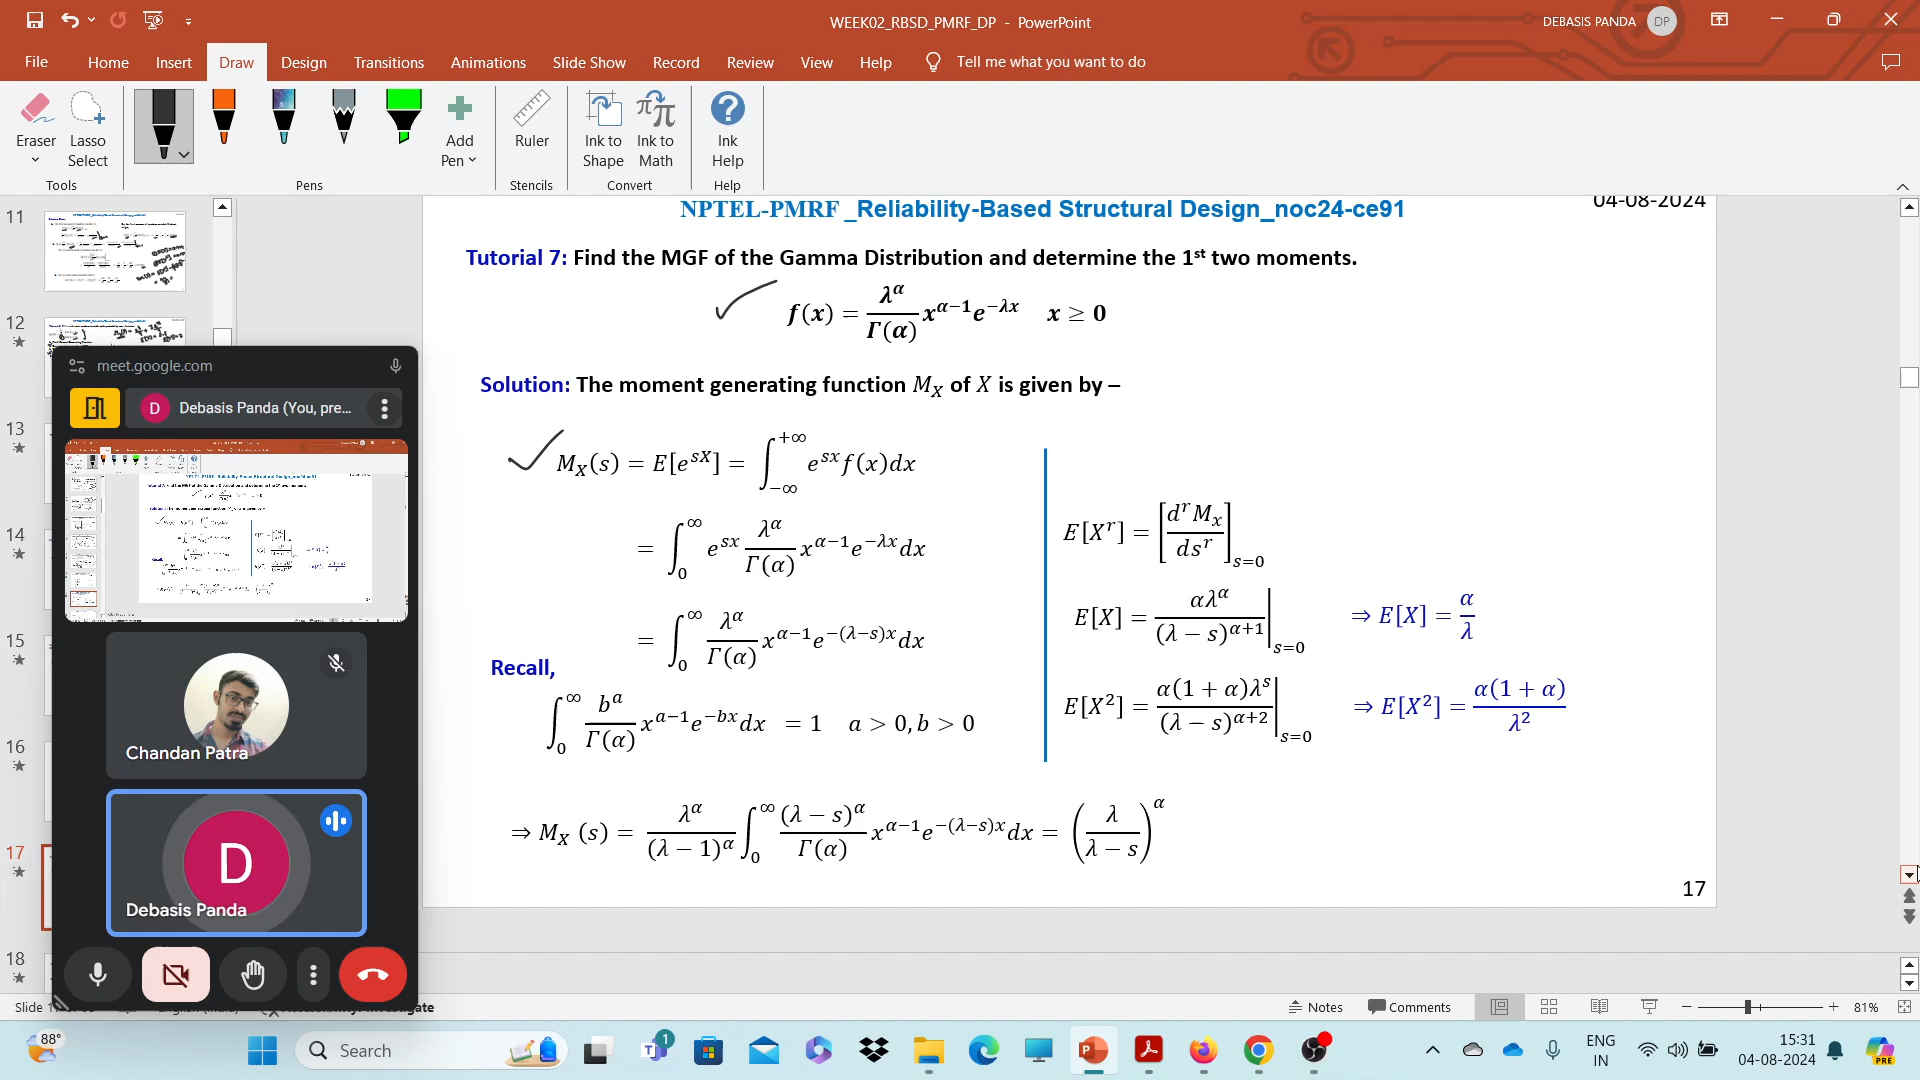 WEEK02_RBSD_PMRF_DP - PowerPoint
DEBASIS PANDA DP
File Home Insert Draw Design Transitions Animations Slide Show Record Review View Help Tell me what you want to do
Eraser Lasso Select
Add Pen
Ruler
Ink to Shape Ink to Math
Ink Help
Tools Pens Stencils Convert Help
11
12
13
14
15
16
17
18
meet.google.com
D Debasis Panda (You, pre...
Chandan Patra
D
Debasis Panda
NPTEL-PMRF _Reliability-Based Structural Design_noc24-ce91
04-08-2024
Tutorial 7: Find the MGF of the Gamma Distribution and determine the 1st two moments.
f(x) = λ^α/Γ(α) x^(α−1) e^(−λx)   x ≥ 0
Solution: The moment generating function M_X of X is given by –
M_X(s) = E[e^(sX)] = ∫_(−∞)^(+∞) e^(sx) f(x)dx
= ∫_0^∞ e^(sx) λ^α/Γ(α) x^(α−1) e^(−λx) dx
= ∫_0^∞ λ^α/Γ(α) x^(α−1) e^(−(λ−s)x) dx
Recall,
∫_0^∞ b^a/Γ(α) x^(a−1) e^(−bx) dx = 1   a > 0, b > 0
E[X^r] = [d^r M_x/ds^r]_(s=0)
E[X] = αλ^α/(λ − s)^(α+1) |_(s=0)   ⇒ E[X] = α/λ
E[X^2] = α(1 + α)λ^s/(λ − s)^(α+2) |_(s=0)   ⇒ E[X^2] = α(1 + α)/λ^2
⇒ M_X (s) = λ^α/(λ − 1)^α ∫_0^∞ (λ − s)^α/Γ(α) x^(α−1) e^(−(λ−s)x) dx = (λ/(λ − s))^α
17
Notes Comments 81%
88°
Search
1
ENG
IN
15:31
04-08-2024
PRE